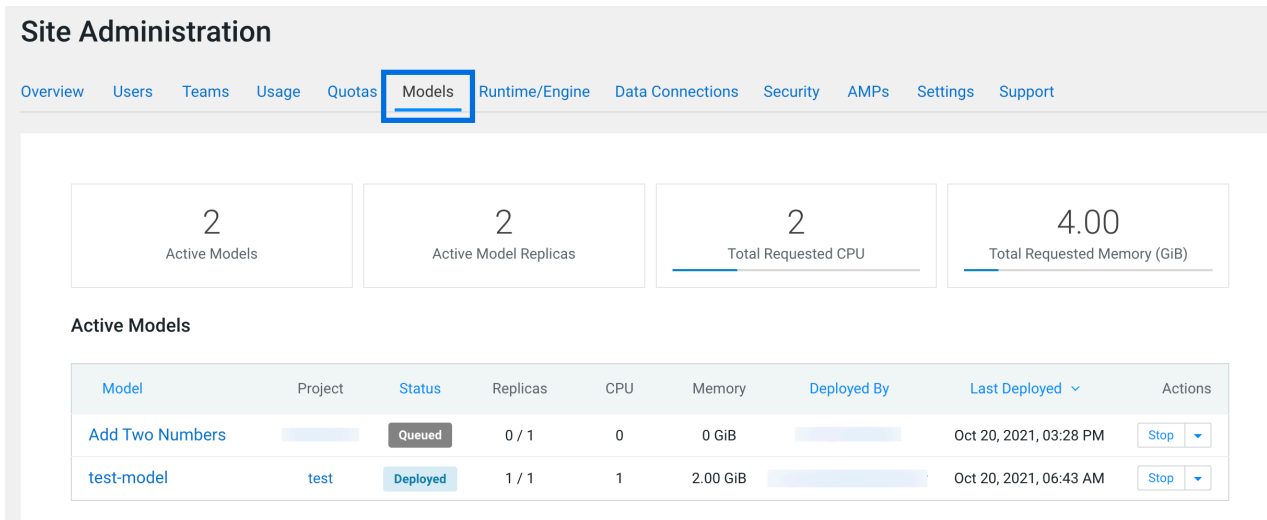 Site Administration
Overview Users Teams Usage Quotas Models Runtime/Engine Data Connections Security AMPs Settings Support
2 2 2 4.00
Active Models Active Model Replicas Total Requested CPU Total Requested Memory (GiB)
Active Models
Model Project Status Replicas CPU Memory Deployed By Last Deployed Actions
Add Two Numbers Queued 0 / 1 0 0 GiB Oct 20, 2021, 03:28 PM Stop
test-model test Deployed 1 / 1 1 2.00 GiB Oct 20, 2021, 06:43 AM Stop